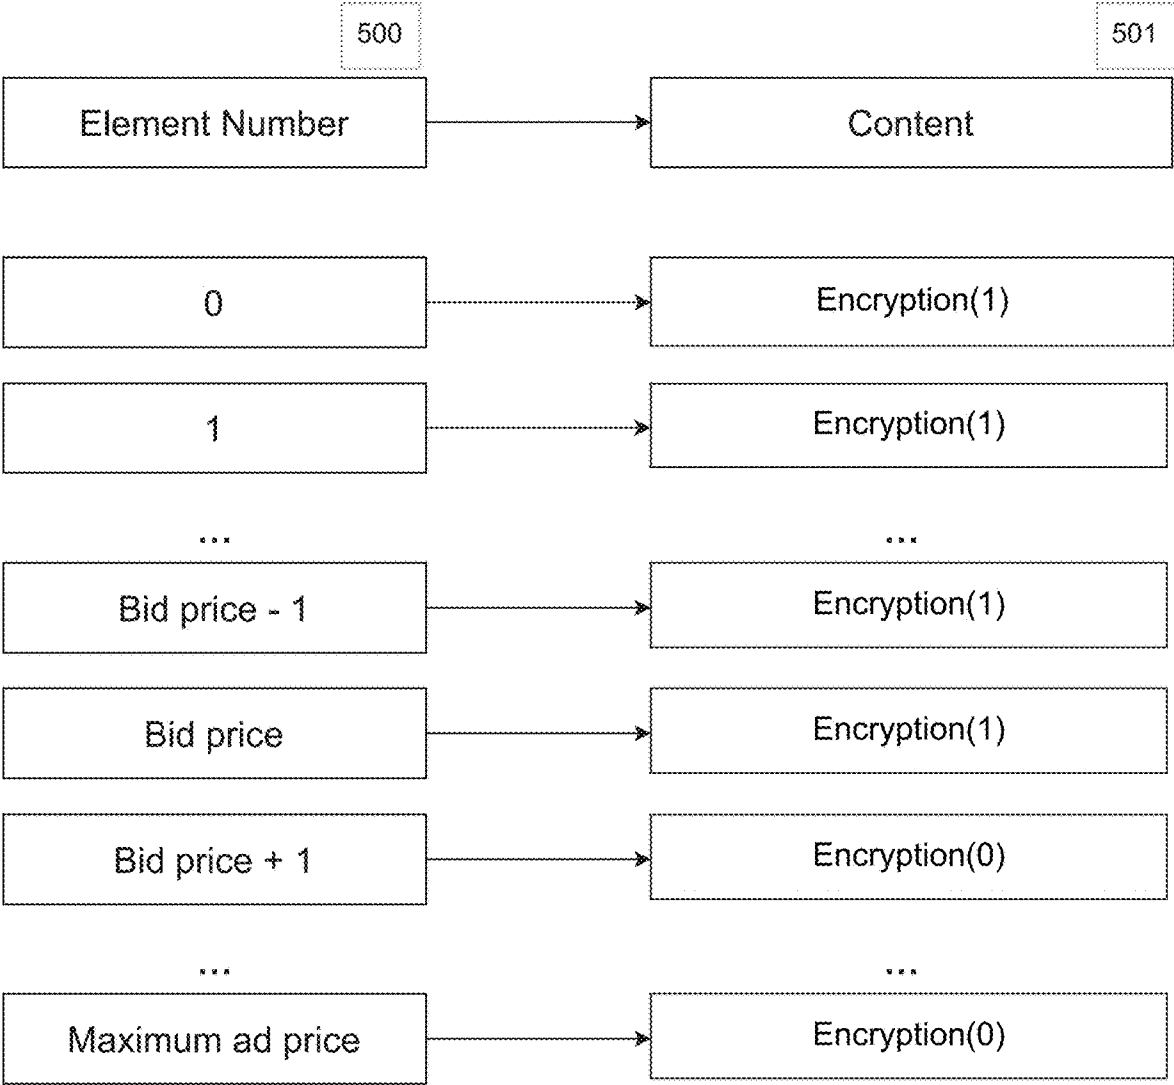 500
501
Element Number
Content
0
Encryption(1)
1
Encryption(1)
...
...
Bid price - 1
Encryption(1)
Bid price
Encryption(1)
Bid price + 1
Encryption(0)
...
...
Maximum ad price
Encryption(0)